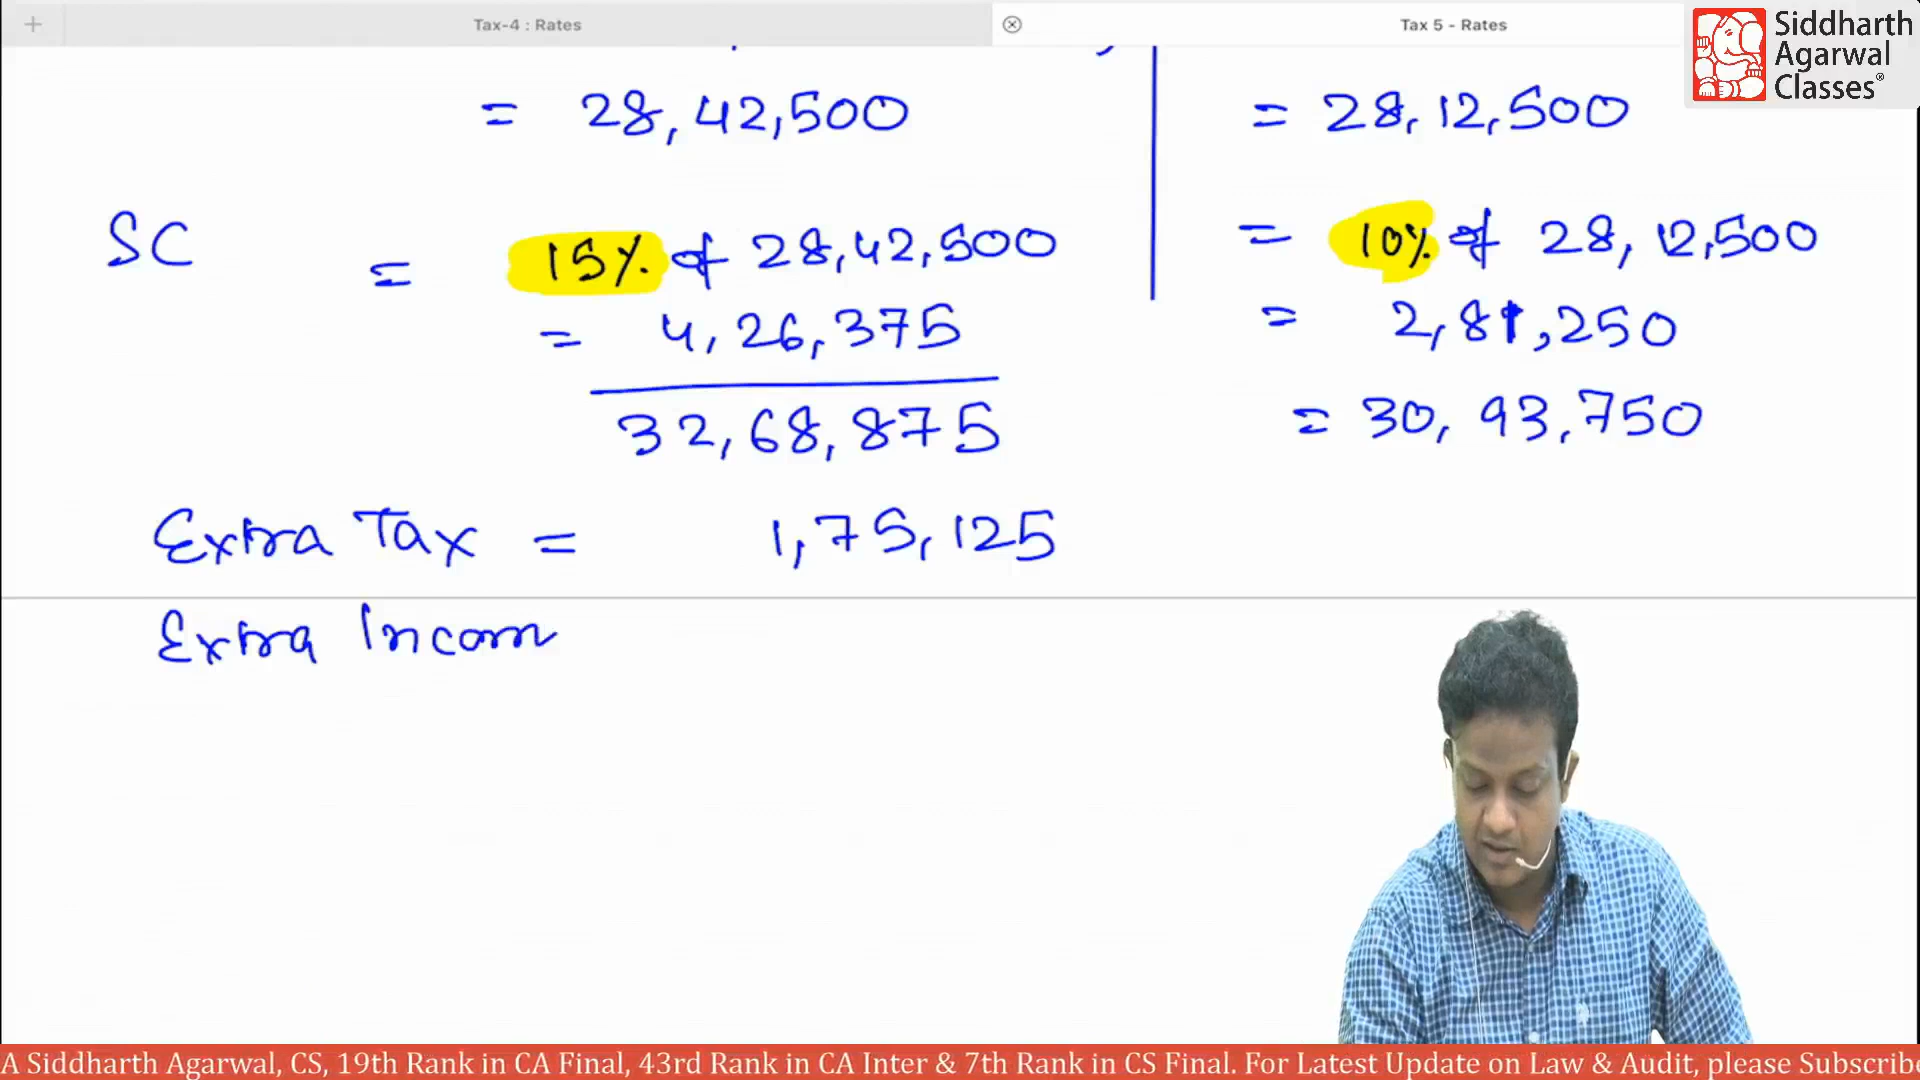 Tax-4 : Rates
Tax 5 - Rates
Siddharth
Agarwal
Classes®
= 28,42,500
= 28,12,500
SC = 15% of 28,42,500
= 10% of 28,12,500
= 4,26,375
= 2,81,250
32,68,875
= 30,93,750
Extra Tax = 1,75,125
Extra Incom
A Siddharth Agarwal, CS, 19th Rank in CA Final, 43rd Rank in CA Inter & 7th Rank in CS Final. For Latest Update on Law & Audit, please Subscribe